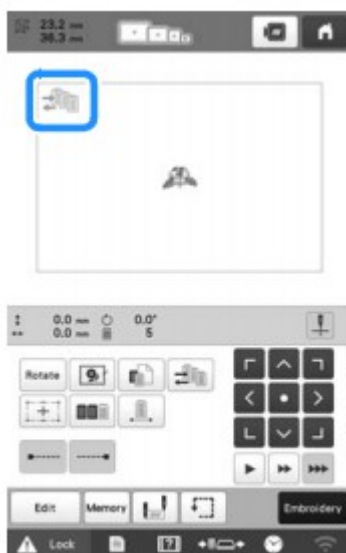 23.2 mm
36.3 mm
0.0 mm 0.0°
0.0 mm 5
Rotate
Edit Memory Embroidery
Lock ?